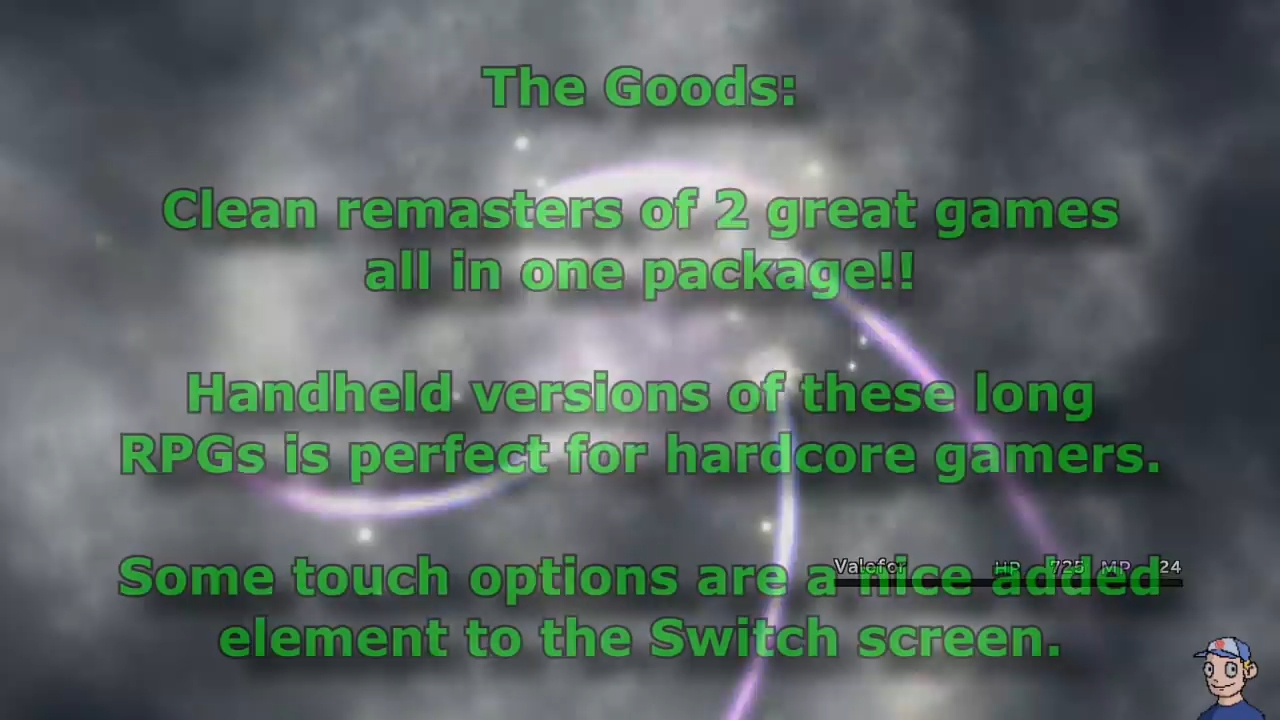 The Goods:
Clean remasters of 2 great games
all in one package!!
Handheld versions of these long
RPGs is perfect for hardcore gamers.
Some touch options are a nice added
element to the Switch screen.
Valefor HP 725 MP 24